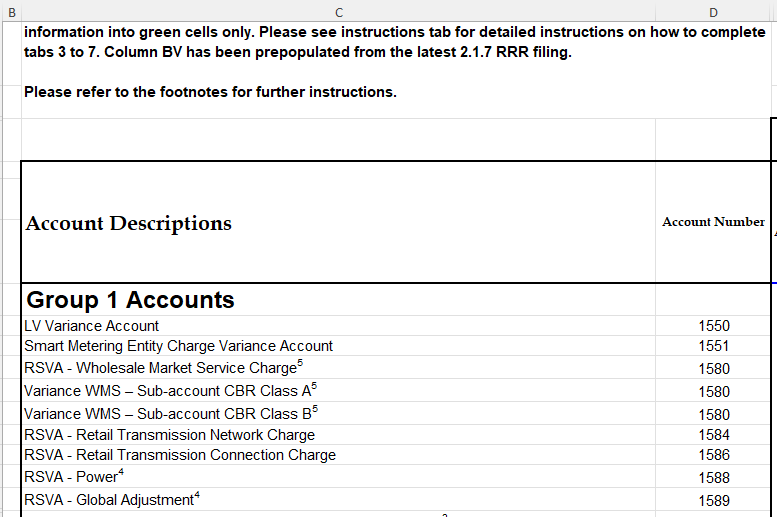 B C D
information into green cells only. Please see instructions tab for detailed instructions on how to complete
tabs 3 to 7. Column BV has been prepopulated from the latest 2.1.7 RRR filing.
Please refer to the footnotes for further instructions.
Account Descriptions Account Number
Group 1 Accounts
LV Variance Account 1550
Smart Metering Entity Charge Variance Account 1551
RSVA - Wholesale Market Service Charge⁵ 1580
Variance WMS – Sub-account CBR Class A⁵ 1580
Variance WMS – Sub-account CBR Class B⁵ 1580
RSVA - Retail Transmission Network Charge 1584
RSVA - Retail Transmission Connection Charge 1586
RSVA - Power⁴ 1588
RSVA - Global Adjustment⁴ 1589